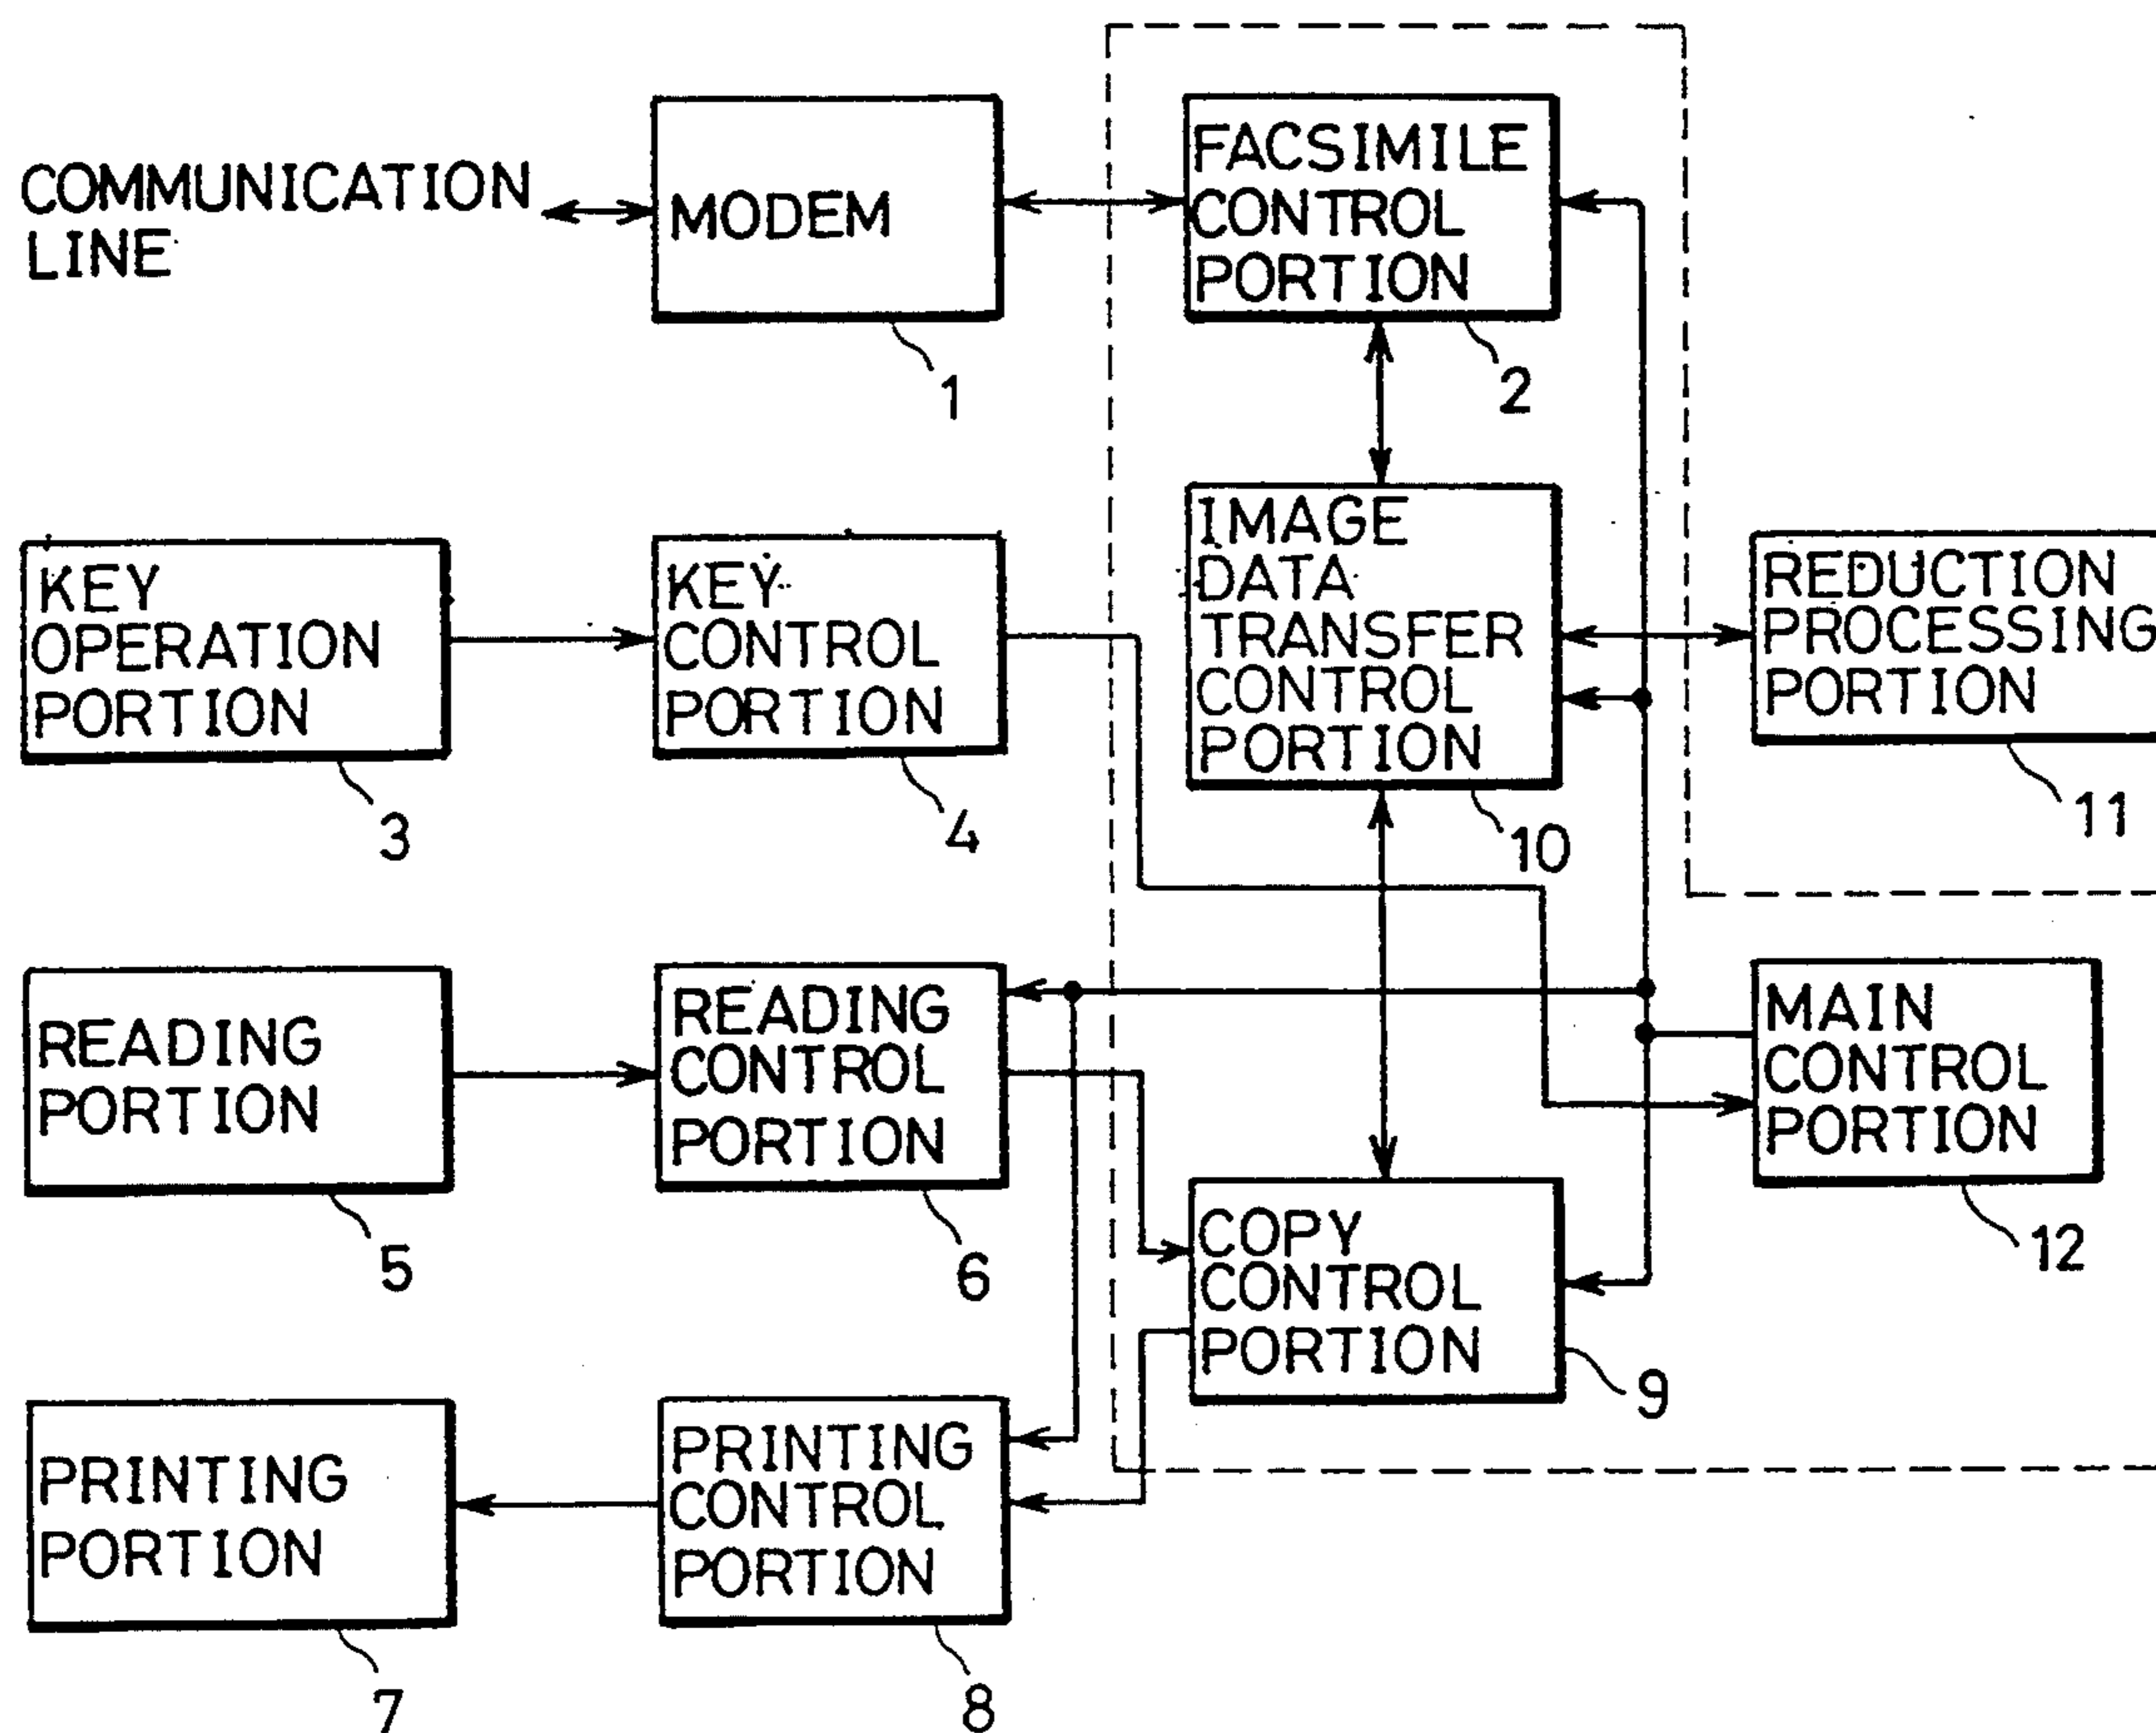 COMMUNICATION
LINE
MODEM
1
FACSIMILE
CONTROL
PORTION
2
KEY
OPERATION
PORTION
3
KEY
CONTROL
PORTION
4
IMAGE
DATA
TRANSFER
CONTROL
PORTION
10
REDUCTION
PROCESSING
PORTION
11
READING
PORTION
5
READING
CONTROL
PORTION
6
MAIN
CONTROL
PORTION
12
COPY
CONTROL
PORTION
9
PRINTING
PORTION
7
PRINTING
CONTROL
PORTION
8